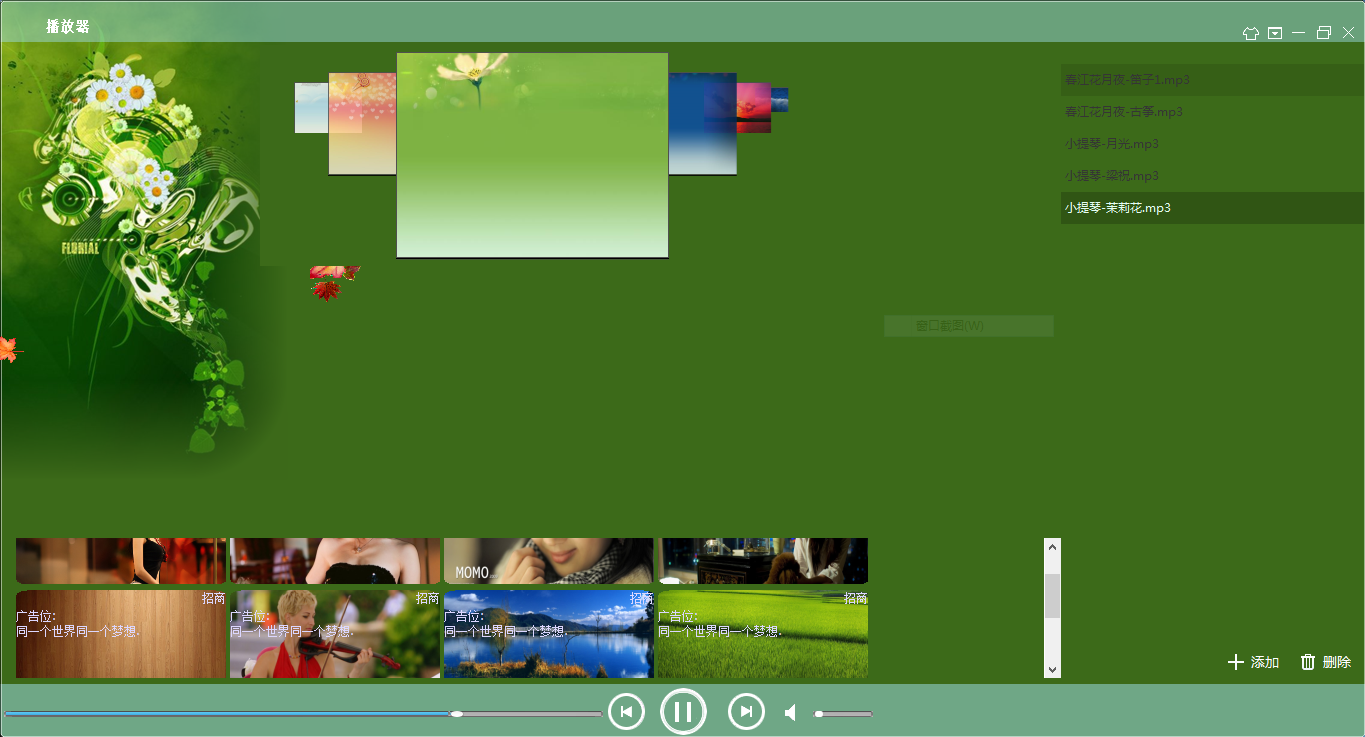 播放器
春江花月夜-笛子1.mp3
春江花月夜-古筝.mp3
小提琴-月光.mp3
小提琴-梁祝.mp3
小提琴-茉莉花.mp3
FLORIAL
窗口截图(W)
MOMO
招商
广告位:
同一个世界同一个梦想.
招商
广告位:
同一个世界同一个梦想.
招商
广告位:
同一个世界同一个梦想.
招商
广告位:
同一个世界同一个梦想.
添加
删除